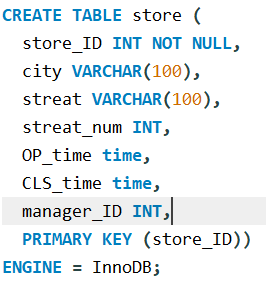 CREATE TABLE store (
store_ID INT NOT NULL,
city VARCHAR(100),
streat VARCHAR(100),
streat_num INT,
OP_time time,
CLS_time time,
manager_ID INT,
PRIMARY KEY (store_ID))
ENGINE = InnoDB;